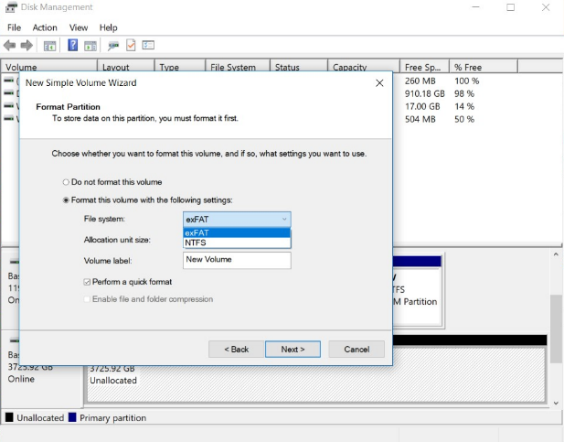 Disk Management
File Action View Help
Volume Layout Type File System Status Capacity Free Sp... % Free
260 MB 100 %
910.18 GB 98 %
17.00 GB 14 %
504 MB 50 %
New Simple Volume Wizard
Format Partition
To store data on this partition, you must format it first.
Choose whether you want to format this volume, and if so, what settings you want to use.
Do not format this volume
Format this volume with the following settings:
File system: exFAT
exFAT
NTFS
Allocation unit size:
Volume label: New Volume
Perform a quick format
Enable file and folder compression
< Back Next > Cancel
Ba
11
On
TFS
M Partition
Ba
3725.92 GB
Online
3725.92 GB
Unallocated
Unallocated Primary partition